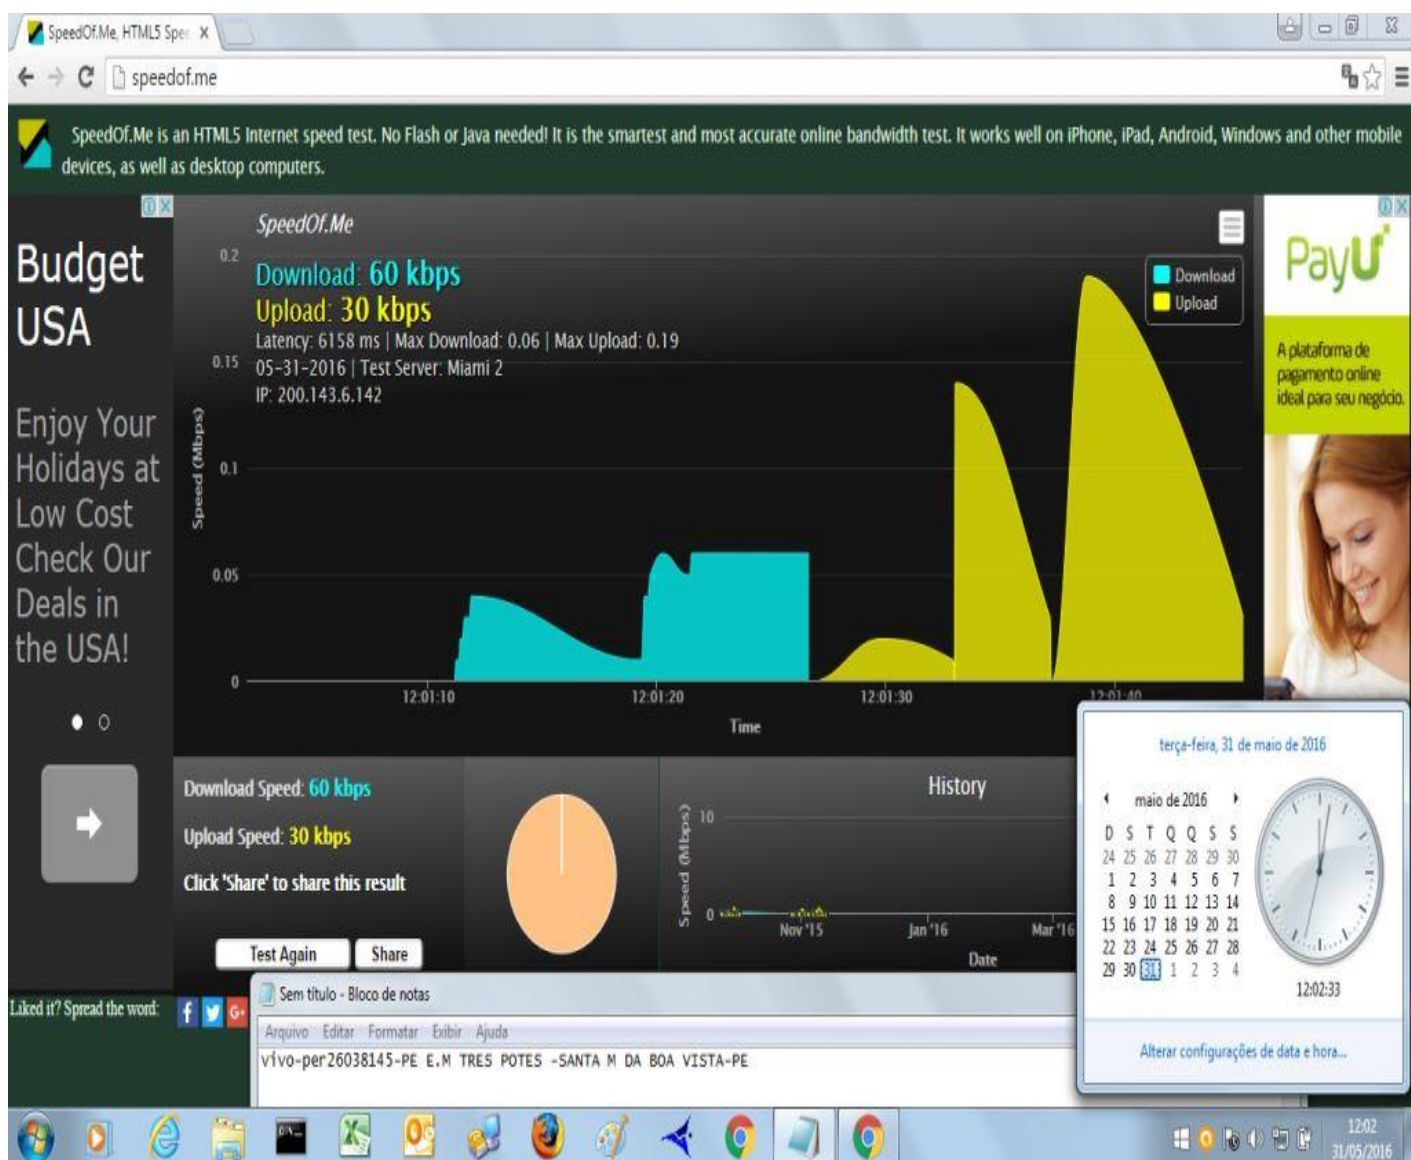 SpeedOf.Me, HTML5 Spe
speedof.me
SpeedOf.Me is an HTML5 Internet speed test. No Flash or Java needed! It is the smartest and most accurate online bandwidth test. It works well on iPhone, iPad, Android, Windows and other mobile
devices, as well as desktop computers.
Budget
USA
Enjoy Your
Holidays at
Low Cost
Check Our
Deals in
the USA!
SpeedOf.Me
Download: 60 kbps
Upload: 30 kbps
Latency: 6158 ms | Max Download: 0.06 | Max Upload: 0.19
05-31-2016 | Test Server: Miami 2
IP: 200.143.6.142
Download
Upload
0.2
0.15
0.1
0.05
0
Speed (Mbps)
12:01:10 12:01:20 12:01:30 12:01:40
Time
PayU
A plataforma de
pagamento online
ideal para seu negócio.
Download Speed: 60 kbps
Upload Speed: 30 kbps
Click 'Share' to share this result
Test Again Share
History
Speed (Mbps)
10
0
Nov '15 Jan '16 Mar '16
Date
terça-feira, 31 de maio de 2016
maio de 2016
D S T Q Q S S
24 25 26 27 28 29 30
1 2 3 4 5 6 7
8 9 10 11 12 13 14
15 16 17 18 19 20 21
22 23 24 25 26 27 28
29 30 31 1 2 3 4
12:02:33
Alterar configurações de data e hora...
Liked it? Spread the word:
Sem título - Bloco de notas
Arquivo Editar Formatar Exibir Ajuda
vivo-per26038145-PE E.M TRES POTES -SANTA M DA BOA VISTA-PE
12:02
31/05/2016